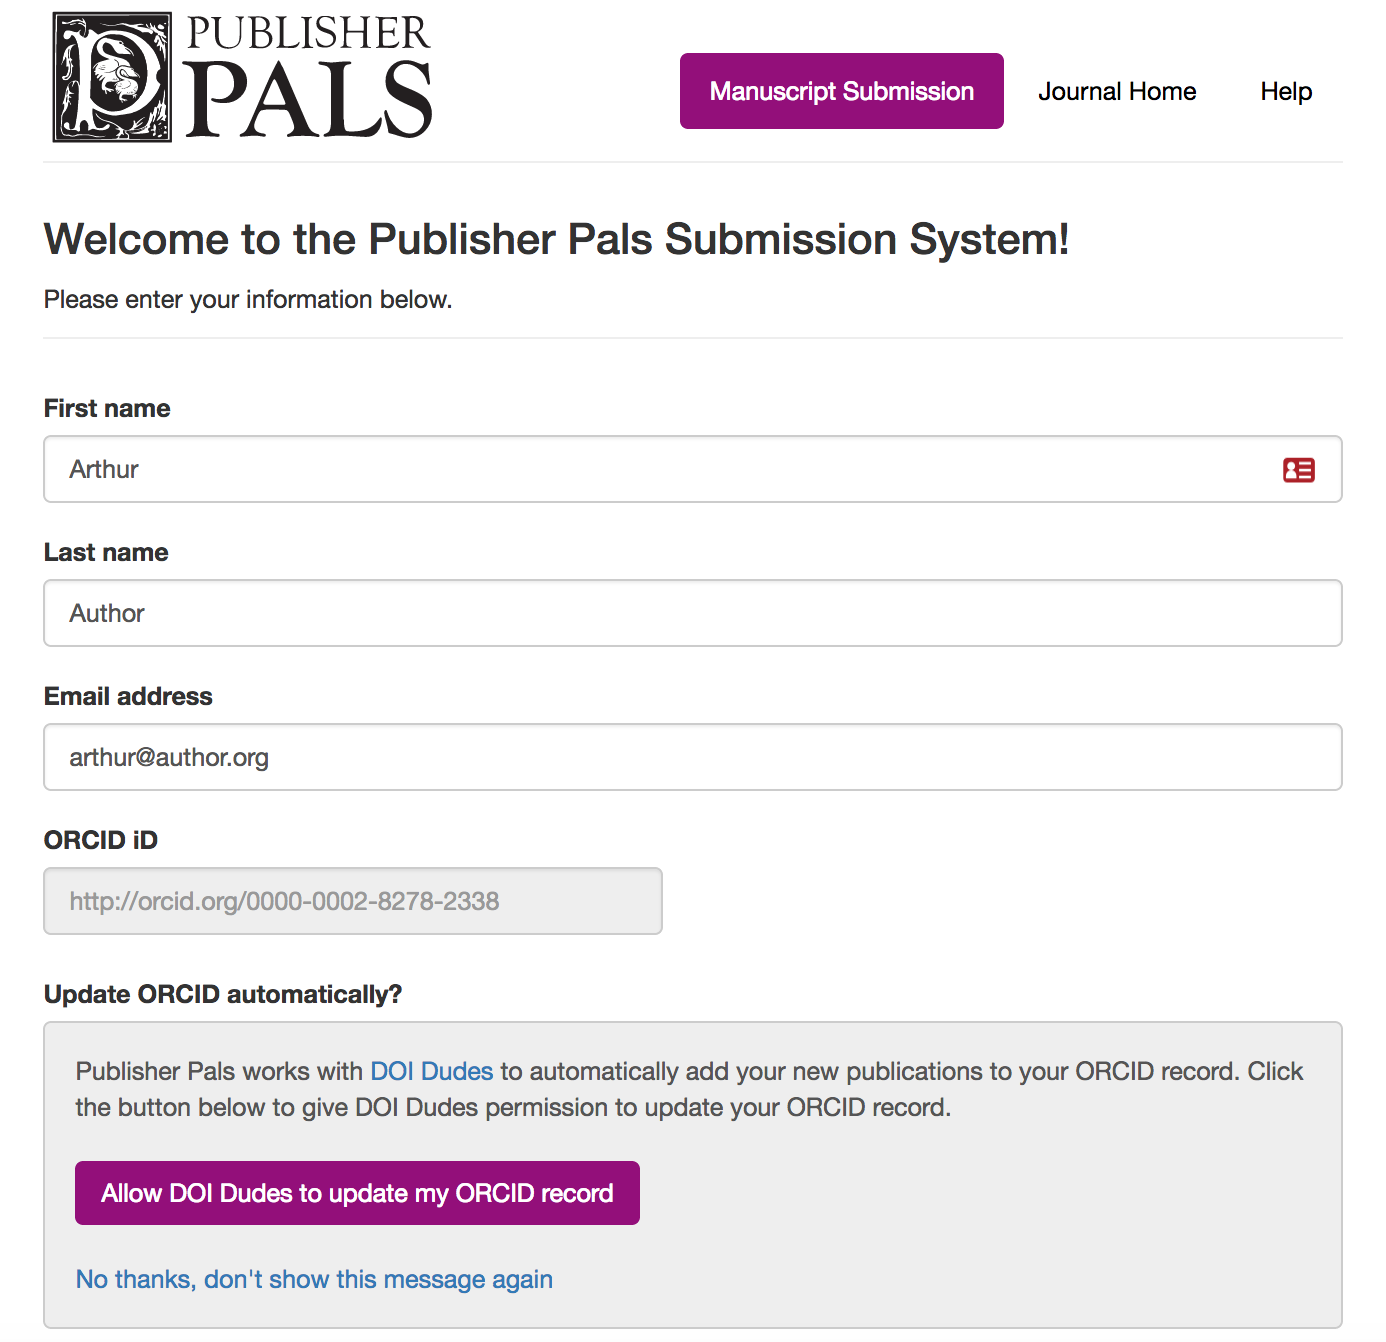 PUBLISHER
PALS
Manuscript Submission
Journal Home
Help
Welcome to the Publisher Pals Submission System!
Please enter your information below.
First name
Arthur
Last name
Author
Email address
arthur@author.org
ORCID iD
http://orcid.org/0000-0002-8278-2338
Update ORCID automatically?
Publisher Pals works with DOI Dudes to automatically add your new publications to your ORCID record. Click
the button below to give DOI Dudes permission to update your ORCID record.
Allow DOI Dudes to update my ORCID record
No thanks, don't show this message again